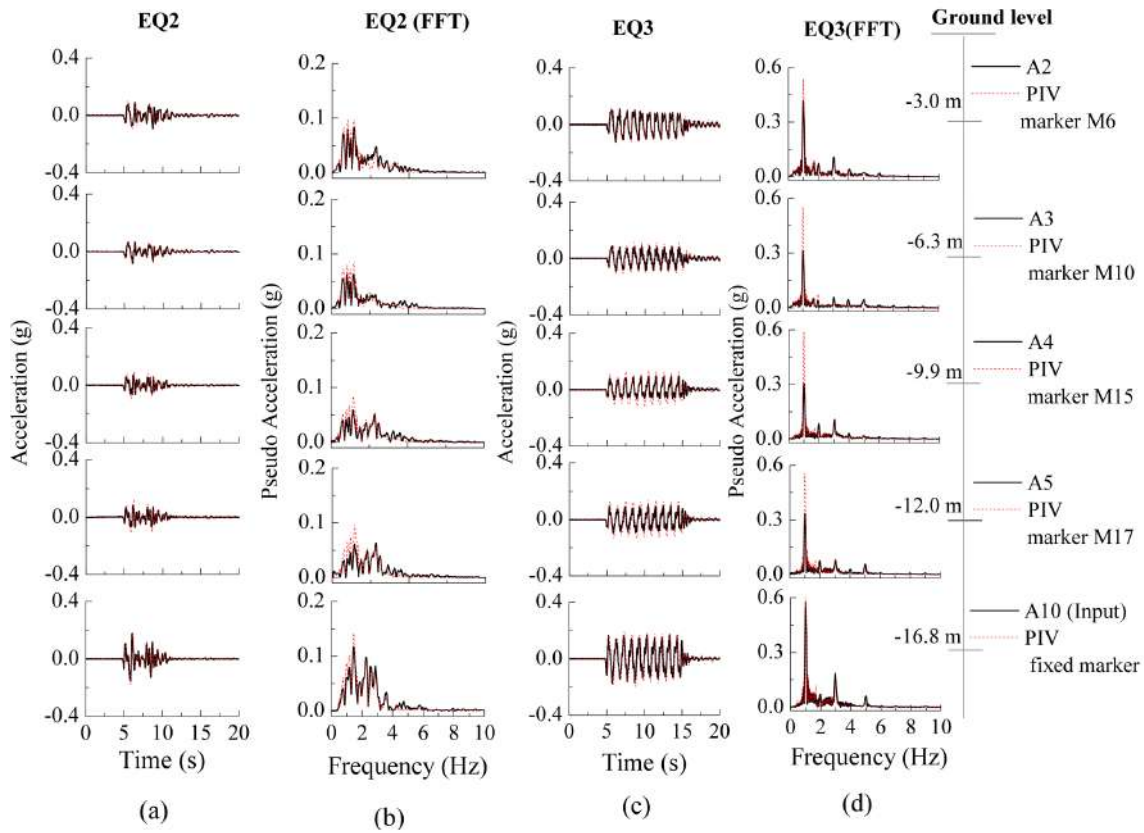 EQ2
EQ2 (FFT)
EQ3
EQ3(FFT)
Ground level
0.4
0.0
-0.4
0.2
0.1
0.0
0.4
0.0
-0.4
0.6
0.3
0.0
-3.0 m
A2
PIV
marker M6
0.4
0.0
-0.4
0.2
0.1
0.0
0.4
0.0
-0.4
0.6
0.3
0.0
-6.3 m
A3
PIV
marker M10
0.4
0.0
-0.4
0.2
0.1
0.0
0.4
0.0
-0.4
0.6
0.3
0.0
-9.9 m
A4
PIV
marker M15
0.4
0.0
-0.4
0.2
0.1
0.0
0.4
0.0
-0.4
0.6
0.3
0.0
-12.0 m
A5
PIV
marker M17
0.4
0.0
-0.4
0.2
0.1
0.0
0.4
0.0
-0.4
0.6
0.3
0.0
-16.8 m
A10 (Input)
PIV
fixed marker
Acceleration (g)
Pseudo Acceleration (g)
Acceleration (g)
Pseudo Acceleration (g)
0 5 10 15 20
0 2 4 6 8 10
0 5 10 15 20
0 2 4 6 8 10
Time (s)
Frequency (Hz)
Time (s)
Frequency (Hz)
(a)
(b)
(c)
(d)